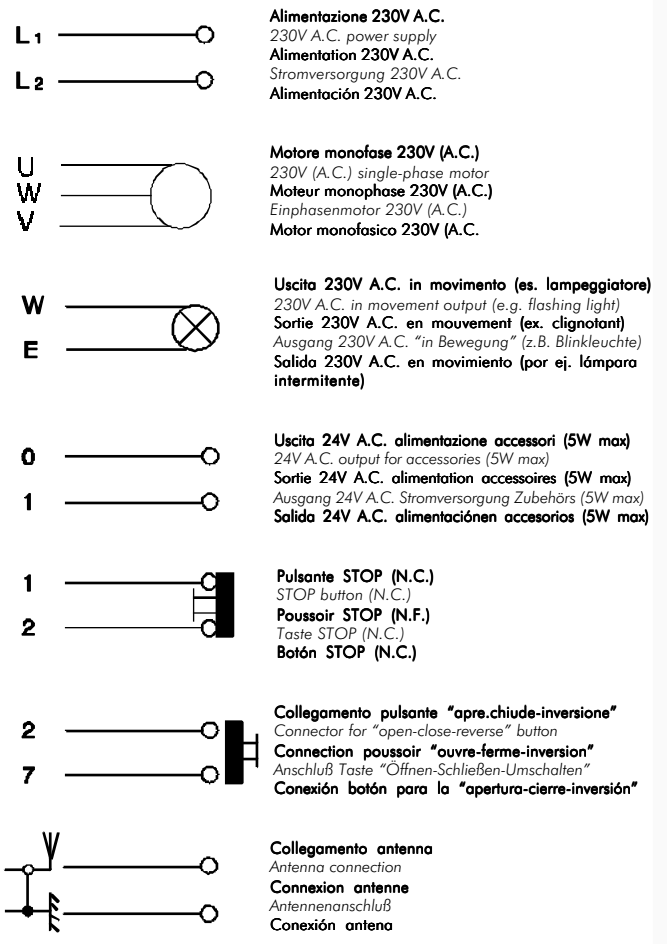 L1
Alimentazione 230V A.C.
230V A.C. power supply
Alimentation 230V A.C.
L2
Stromversorgung 230V A.C.
Alimentación 230V A.C.
U
W
V
Motore monofase 230V (A.C.)
230V (A.C.) single-phase motor
Moteur monophase 230V (A.C.)
Einphasenmotor 230V (A.C.)
Motor monofasico 230V (A.C.
W
E
Uscita 230V A.C. in movimento (es. lampeggiatore)
230V A.C. in movement output (e.g. flashing light)
Sortie 230V A.C. en mouvement (ex. clignotant)
Ausgang 230V A.C. “in Bewegung” (z.B. Blinkleuchte)
Salida 230V A.C. en movimiento (por ej. lámpara
intermitente)
0
1
Uscita 24V A.C. alimentazione accessori (5W max)
24V A.C. output for accessories (5W max)
Sortie 24V A.C. alimentation accessoires (5W max)
Ausgang 24V A.C. Stromversorgung Zubehörs (5W max)
Salida 24V A.C. alimentaciónen accesorios (5W max)
1
2
Pulsante STOP (N.C.)
STOP button (N.C.)
Poussoir STOP (N.F.)
Taste STOP (N.C.)
Botón STOP (N.C.)
2
7
Collegamento pulsante “apre.chiude-inversione”
Connector for “open-close-reverse” button
Connection poussoir “ouvre-ferme-inversion”
Anschluß Taste “Öffnen-Schließen-Umschalten”
Conexión botón para la “apertura-cierre-inversión”
Collegamento antenna
Antenna connection
Connexion antenne
Antennenanschluß
Conexión antena